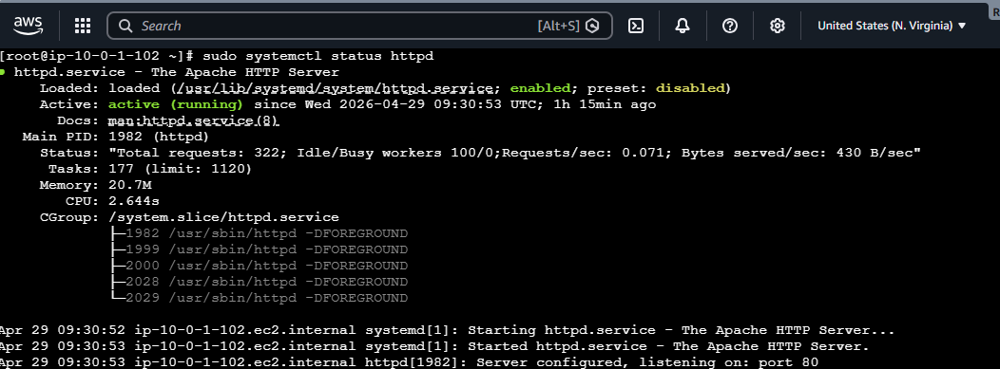 aws
Search
[Alt+S]
United States (N. Virginia)
[root@ip-10-0-1-102 ~]# sudo systemctl status httpd
● httpd.service - The Apache HTTP Server
Loaded: loaded (/usr/lib/systemd/system/httpd.service; enabled; preset: disabled)
Active: active (running) since Wed 2026-04-29 09:30:53 UTC; 1h 15min ago
Docs: man:httpd.service(8)
Main PID: 1982 (httpd)
Status: "Total requests: 322; Idle/Busy workers 100/0;Requests/sec: 0.071; Bytes served/sec: 430 B/sec"
Tasks: 177 (limit: 1120)
Memory: 20.7M
CPU: 2.644s
CGroup: /system.slice/httpd.service
├─1982 /usr/sbin/httpd -DFOREGROUND
├─1999 /usr/sbin/httpd -DFOREGROUND
├─2000 /usr/sbin/httpd -DFOREGROUND
├─2028 /usr/sbin/httpd -DFOREGROUND
└─2029 /usr/sbin/httpd -DFOREGROUND
Apr 29 09:30:52 ip-10-0-1-102.ec2.internal systemd[1]: Starting httpd.service - The Apache HTTP Server...
Apr 29 09:30:53 ip-10-0-1-102.ec2.internal systemd[1]: Started httpd.service - The Apache HTTP Server.
Apr 29 09:30:53 ip-10-0-1-102.ec2.internal httpd[1982]: Server configured, listening on: port 80